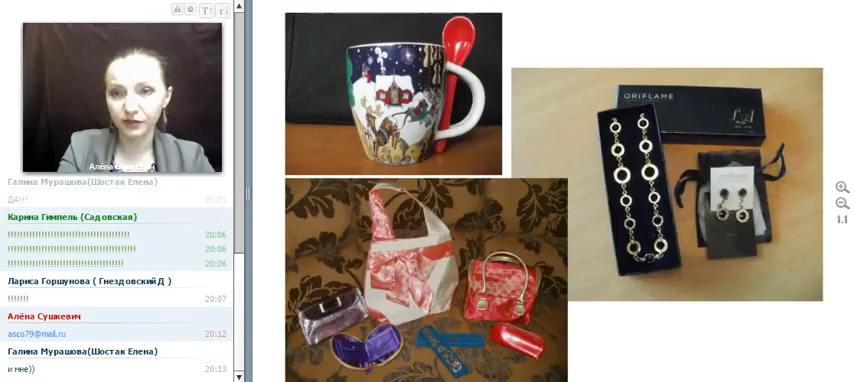 Галина Мурашова(Шостак Елена)
ДА!!! 20:01
Карина Гимпель (Садовская)
!!!!!!!!!!!!!!!!!!!!!!!!!!!!!!!!!!!!!!!!! 20:06
!!!!!!!!!!!!!!!!!!!!!!!!!!!!!!!!!!!!!!!!!!! 20:06
!!!!!!!!!!!!!!!!!!!!!!!!!!!!!!!!!!!!!!! 20:06
Лариса Горшунова ( Гнездовский Д )
!!!!!!! 20:07
Алёна Сушкевич
asco79@mail.ru 20:12
Галина Мурашова(Шостак Елена)
и мне)) 20:13
ORIFLAME
1.1